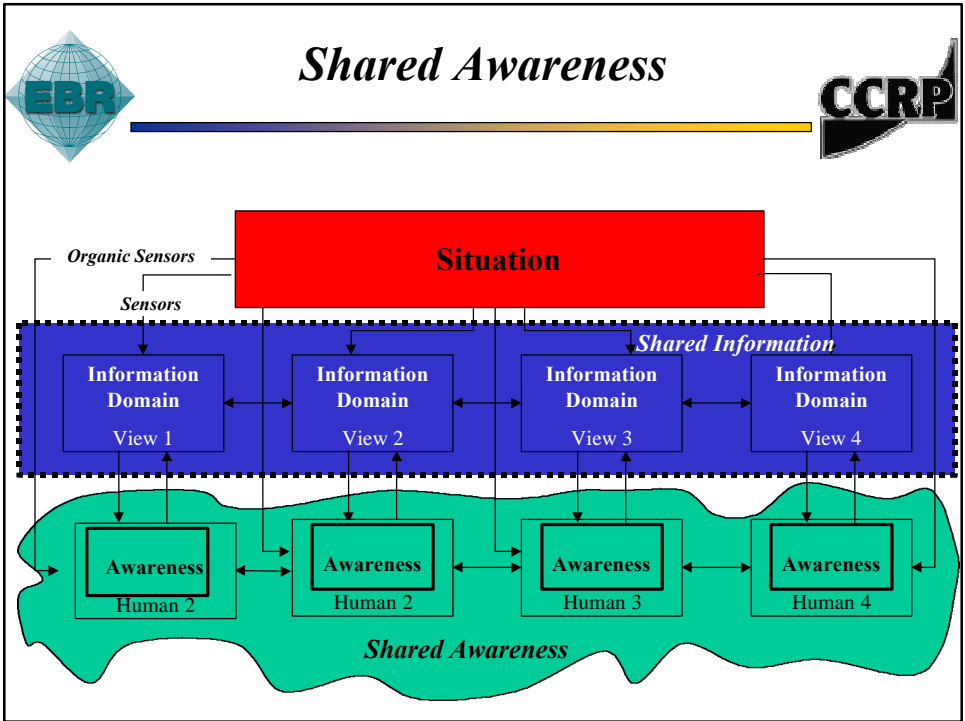 Shared Awareness
EBR
CCRP
Organic Sensors
Situation
Sensors
Shared Information
Information
Domain
View 1
Information
Domain
View 2
Information
Domain
View 3
Information
Domain
View 4
Awareness
Human 2
Awareness
Human 2
Awareness
Human 3
Awareness
Human 4
Shared Awareness